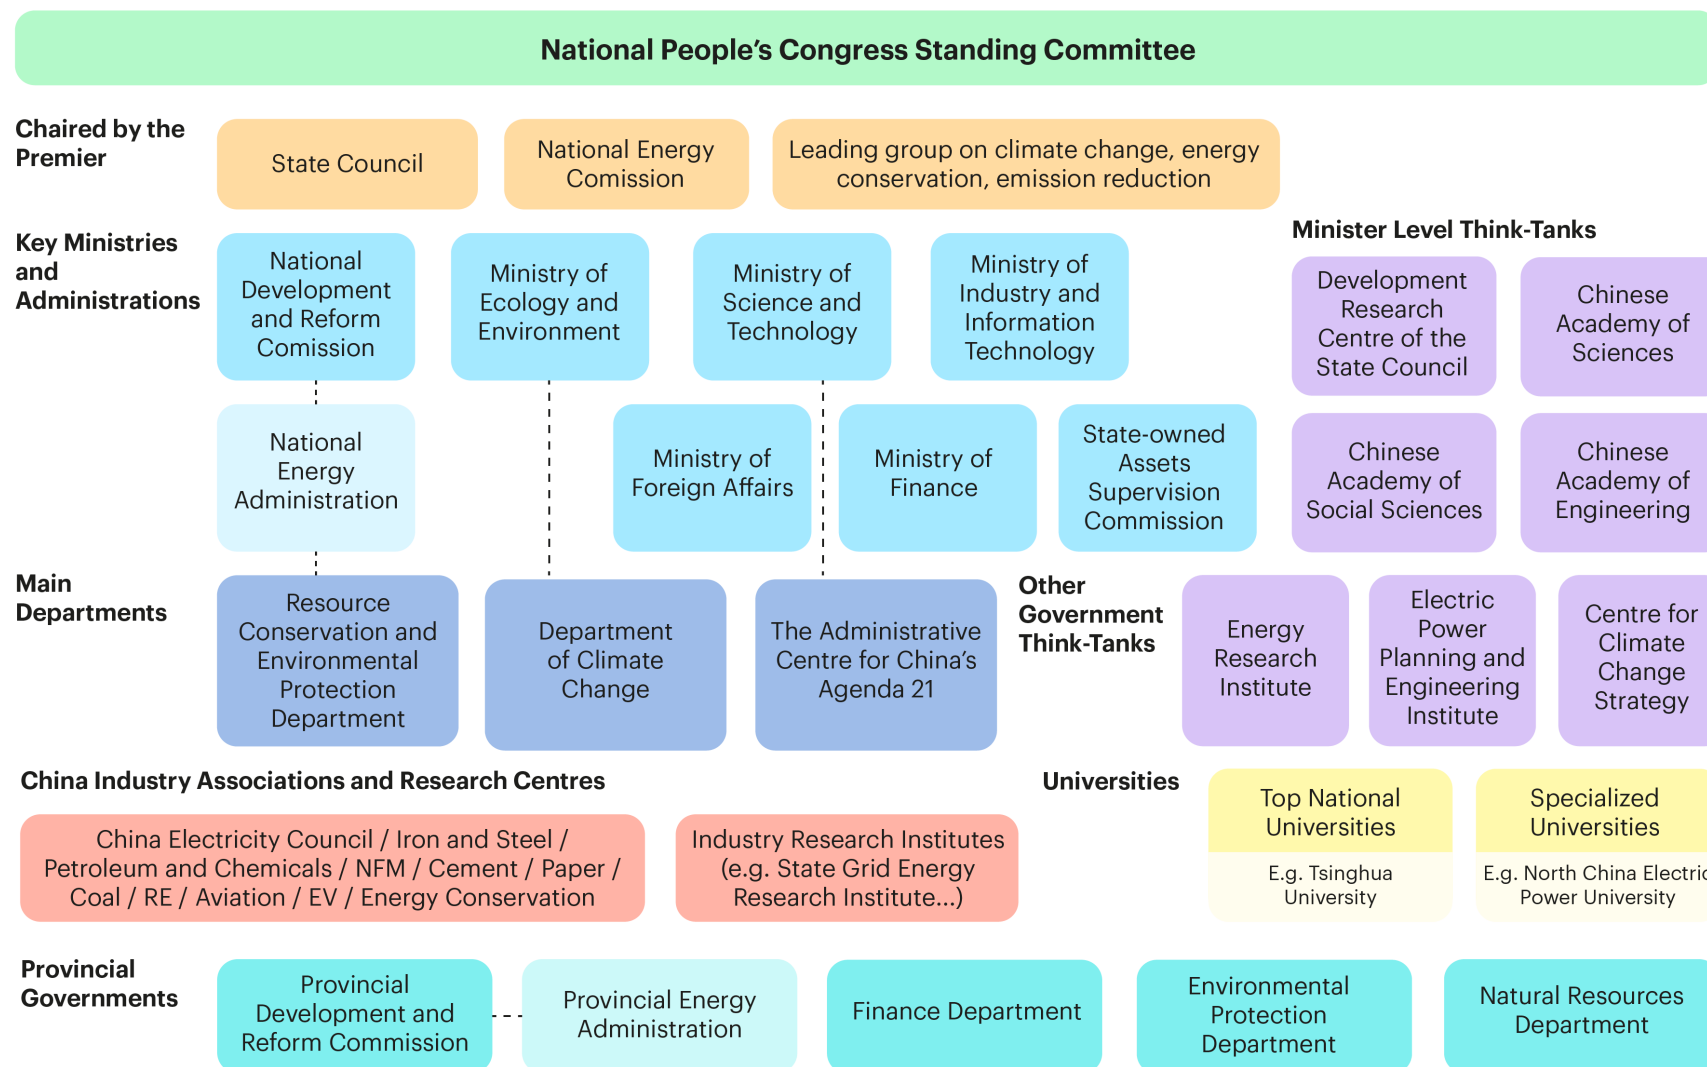 National People’s Congress Standing Committee
Chaired by the
Premier
State Council
National Energy
Comission
Leading group on climate change, energy
conservation, emission reduction
Key Ministries
and
Administrations
National
Development
and Reform
Comission
Ministry of
Ecology and
Environment
Ministry of
Science and
Technology
Ministry of
Industry and
Information
Technology
National
Energy
Administration
Ministry of
Foreign Affairs
Ministry of
Finance
State-owned
Assets
Supervision
Commission
Minister Level Think-Tanks
Development
Research
Centre of the
State Council
Chinese
Academy of
Sciences
Chinese
Academy of
Social Sciences
Chinese
Academy of
Engineering
Main
Departments
Resource
Conservation and
Environmental
Protection
Department
Department
of Climate
Change
The Administrative
Centre for China’s
Agenda 21
Other
Government
Think-Tanks
Energy
Research
Institute
Electric
Power
Planning and
Engineering
Institute
Centre for
Climate
Change
Strategy
China Industry Associations and Research Centres
China Electricity Council / Iron and Steel /
Petroleum and Chemicals / NFM / Cement / Paper /
Coal / RE / Aviation / EV / Energy Conservation
Industry Research Institutes
(e.g. State Grid Energy
Research Institute...)
Universities
Top National
Universities
E.g. Tsinghua
University
Specialized
Universities
E.g. North China Electric
Power University
Provincial
Governments
Provincial
Development and
Reform Commission
Provincial Energy
Administration
Finance Department
Environmental
Protection
Department
Natural Resources
Department